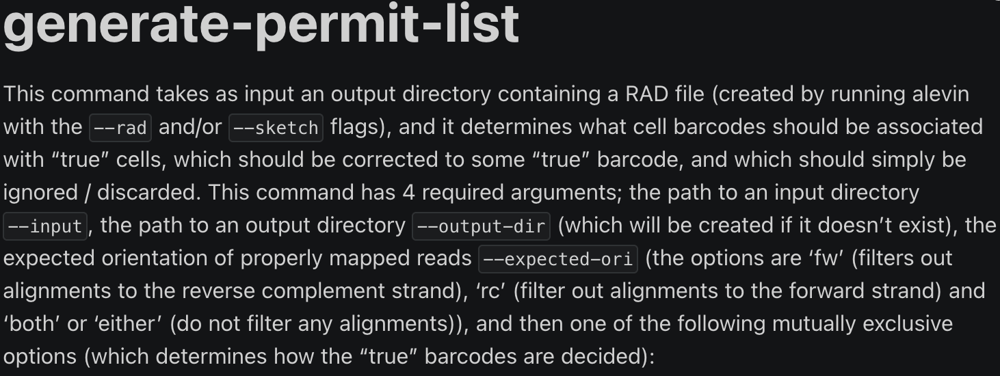 generate-permit-list
This command takes as input an output directory containing a RAD file (created by running alevin
with the --rad and/or --sketch flags), and it determines what cell barcodes should be associated
with “true” cells, which should be corrected to some “true” barcode, and which should simply be
ignored / discarded. This command has 4 required arguments; the path to an input directory
--input, the path to an output directory --output-dir (which will be created if it doesn’t exist), the
expected orientation of properly mapped reads --expected-ori (the options are ‘fw’ (filters out
alignments to the reverse complement strand), ‘rc’ (filter out alignments to the forward strand) and
‘both’ or ‘either’ (do not filter any alignments)), and then one of the following mutually exclusive
options (which determines how the “true” barcodes are decided):